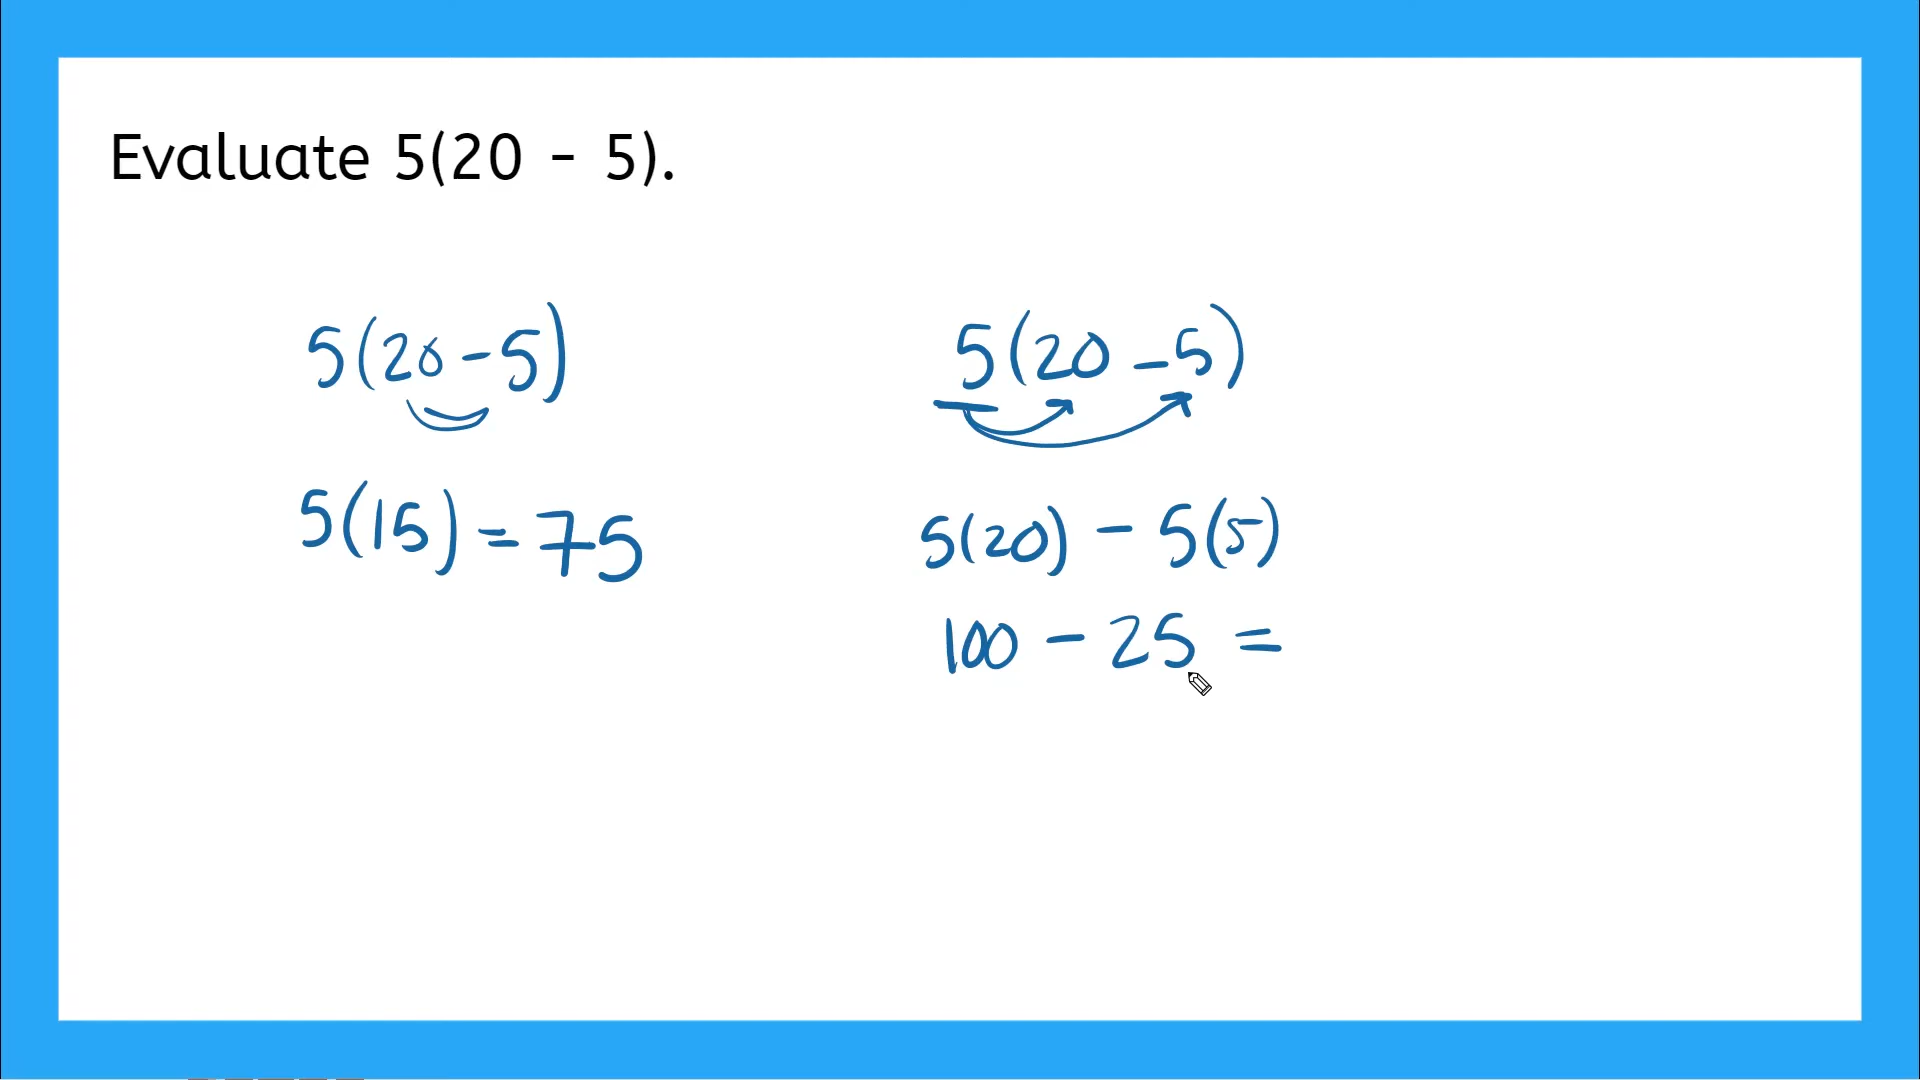 Evaluate 5(20 - 5).
5(20-5)
5(15) = 75
5(20-5)
5(20) - 5(5)
100 - 25 =